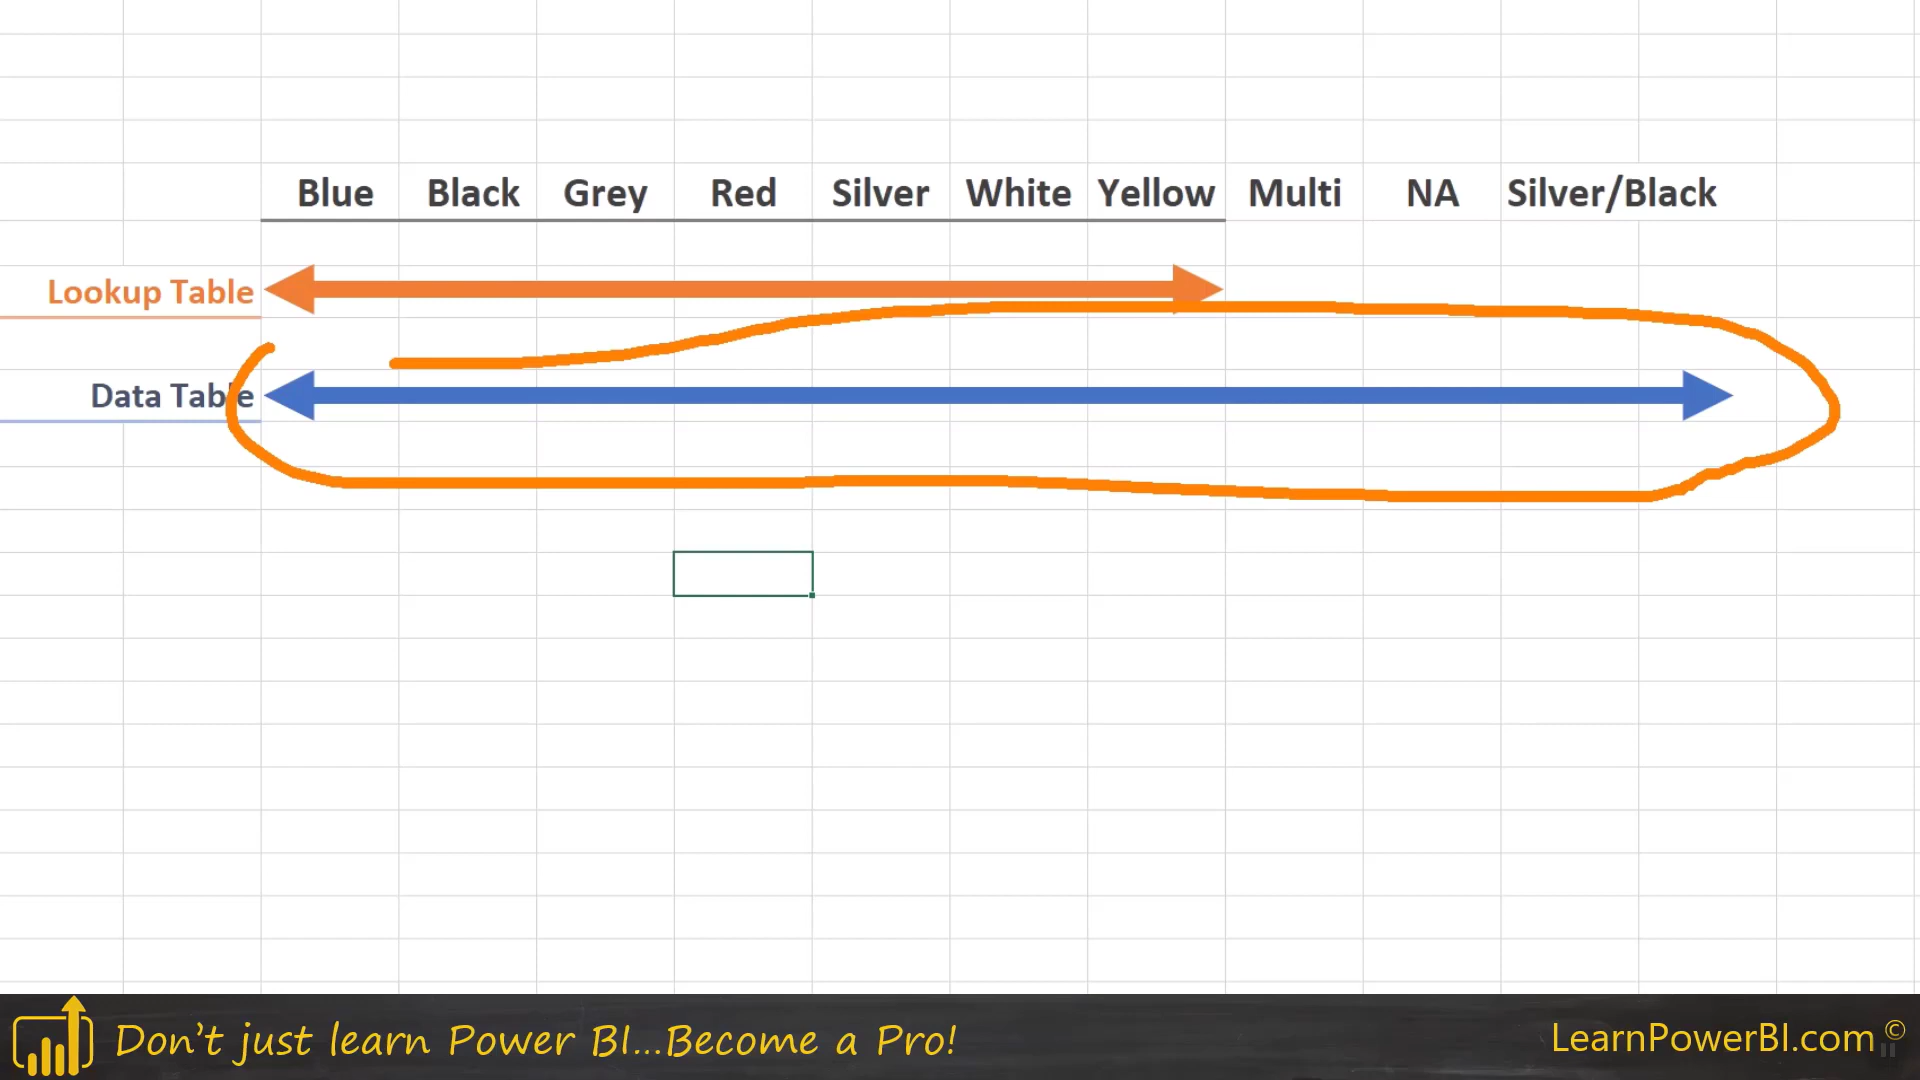 Blue Black Grey Red Silver White Yellow Multi NA Silver/Black
Lookup Table
Data Table
Don't just learn Power BI...Become a Pro!
LearnPowerBI.com ©